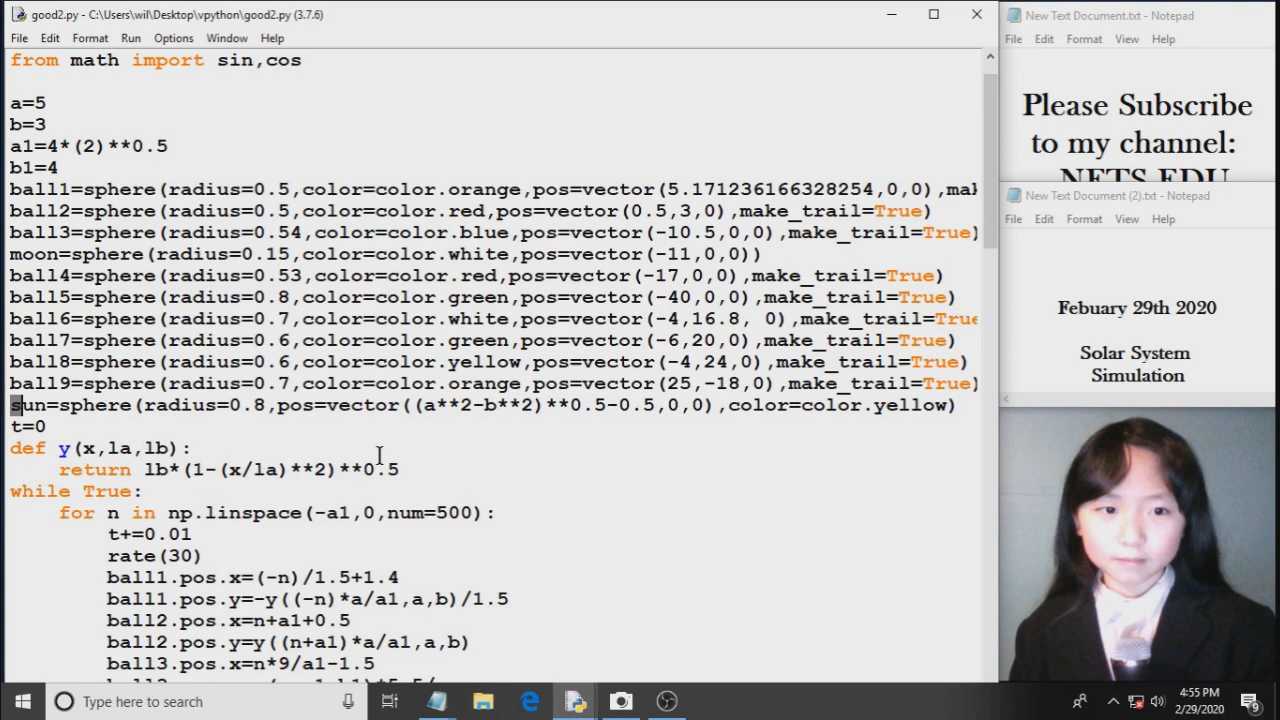 good2.py - C:\Users\wil\Desktop\vpython\good2.py (3.7.6)
File Edit Format Run Options Window Help
from math import sin,cos
a=5
b=3
a1=4*(2)**0.5
b1=4
ball1=sphere(radius=0.5,color=color.orange,pos=vector(5.171236166328254,0,0),mak
ball2=sphere(radius=0.5,color=color.red,pos=vector(0.5,3,0),make_trail=True)
ball3=sphere(radius=0.54,color=color.blue,pos=vector(-10.5,0,0),make_trail=True)
moon=sphere(radius=0.15,color=color.white,pos=vector(-11,0,0))
ball4=sphere(radius=0.53,color=color.red,pos=vector(-17,0,0),make_trail=True)
ball5=sphere(radius=0.8,color=color.green,pos=vector(-40,0,0),make_trail=True)
ball6=sphere(radius=0.7,color=color.white,pos=vector(-4,16.8, 0),make_trail=True
ball7=sphere(radius=0.6,color=color.green,pos=vector(-6,20,0),make_trail=True)
ball8=sphere(radius=0.6,color=color.yellow,pos=vector(-4,24,0),make_trail=True)
ball9=sphere(radius=0.7,color=color.orange,pos=vector(25,-18,0),make_trail=True)
sun=sphere(radius=0.8,pos=vector((a**2-b**2)**0.5-0.5,0,0),color=color.yellow)
t=0
def y(x,la,lb):
return lb*(1-(x/la)**2)**0.5
while True:
for n in np.linspace(-a1,0,num=500):
t+=0.01
rate(30)
ball1.pos.x=(-n)/1.5+1.4
ball1.pos.y=-y((-n)*a/a1,a,b)/1.5
ball2.pos.x=n+a1+0.5
ball2.pos.y=y((n+a1)*a/a1,a,b)
ball3.pos.x=n*9/a1-1.5
New Text Document.txt - Notepad
File Edit Format View Help
Please Subscribe
to my channel:
NETS EDU
New Text Document (2).txt - Notepad
File Edit Format View Help
Febuary 29th 2020
Solar System
Simulation
Type here to search
4:55 PM
2/29/2020
9